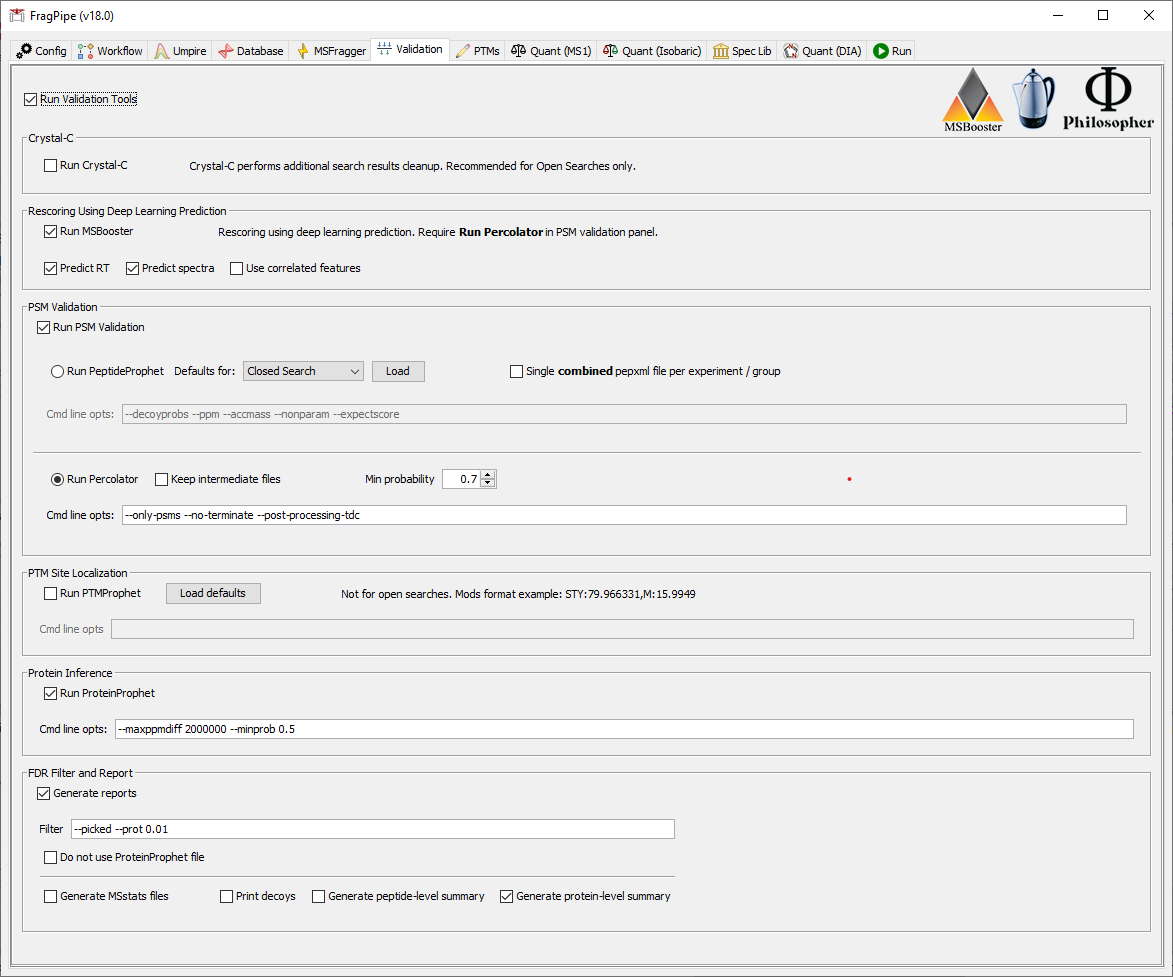 FragPipe (v18.0)
Config Workflow Umpire Database MSFragger Validation PTMs Quant (MS1) Quant (Isobaric) Spec Lib Quant (DIA) Run
Run Validation Tools
MSBooster
Φ
Philosopher
Crystal-C
Run Crystal-C Crystal-C performs additional search results cleanup. Recommended for Open Searches only.
Rescoring Using Deep Learning Prediction
Run MSBooster Rescoring using deep learning prediction. Require Run Percolator in PSM validation panel.
Predict RT Predict spectra Use correlated features
PSM Validation
Run PSM Validation
Run PeptideProphet Defaults for: Closed Search Load Single combined pepxml file per experiment / group
Cmd line opts: --decoyprobs --ppm --accmass --nonparam --expectscore
Run Percolator Keep intermediate files Min probability 0.7
Cmd line opts: --only-psms --no-terminate --post-processing-tdc
PTM Site Localization
Run PTMProphet Load defaults Not for open searches. Mods format example: STY:79.966331,M:15.9949
Cmd line opts
Protein Inference
Run ProteinProphet
Cmd line opts: --maxppmdiff 2000000 --minprob 0.5
FDR Filter and Report
Generate reports
Filter --picked --prot 0.01
Do not use ProteinProphet file
Generate MSstats files Print decoys Generate peptide-level summary Generate protein-level summary